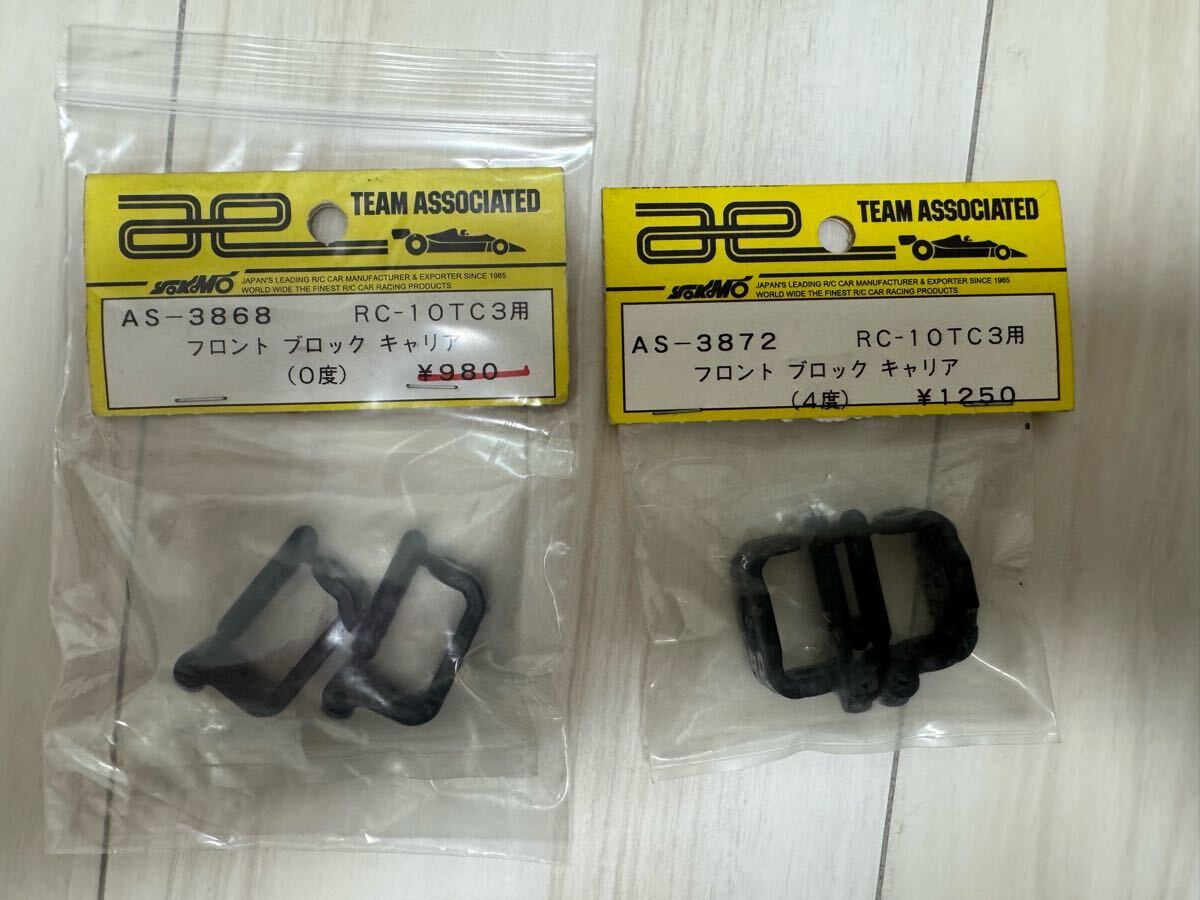 ae TEAM ASSOCIATED
YOKOMO JAPAN'S LEADING R/C CAR MANUFACTURER & EXPORTER SINCE 1965
WORLD WIDE THE FINEST R/C CAR RACING PRODUCTS
AS-3868 RC-10TC3用
フロント ブロック キャリア
(0度) ¥980
ae TEAM ASSOCIATED
YOKOMO JAPAN'S LEADING R/C CAR MANUFACTURER & EXPORTER SINCE 1965
WORLD WIDE THE FINEST R/C CAR RACING PRODUCTS
AS-3872 RC-10TC3用
フロント ブロック キャリア
(4度) ¥1250